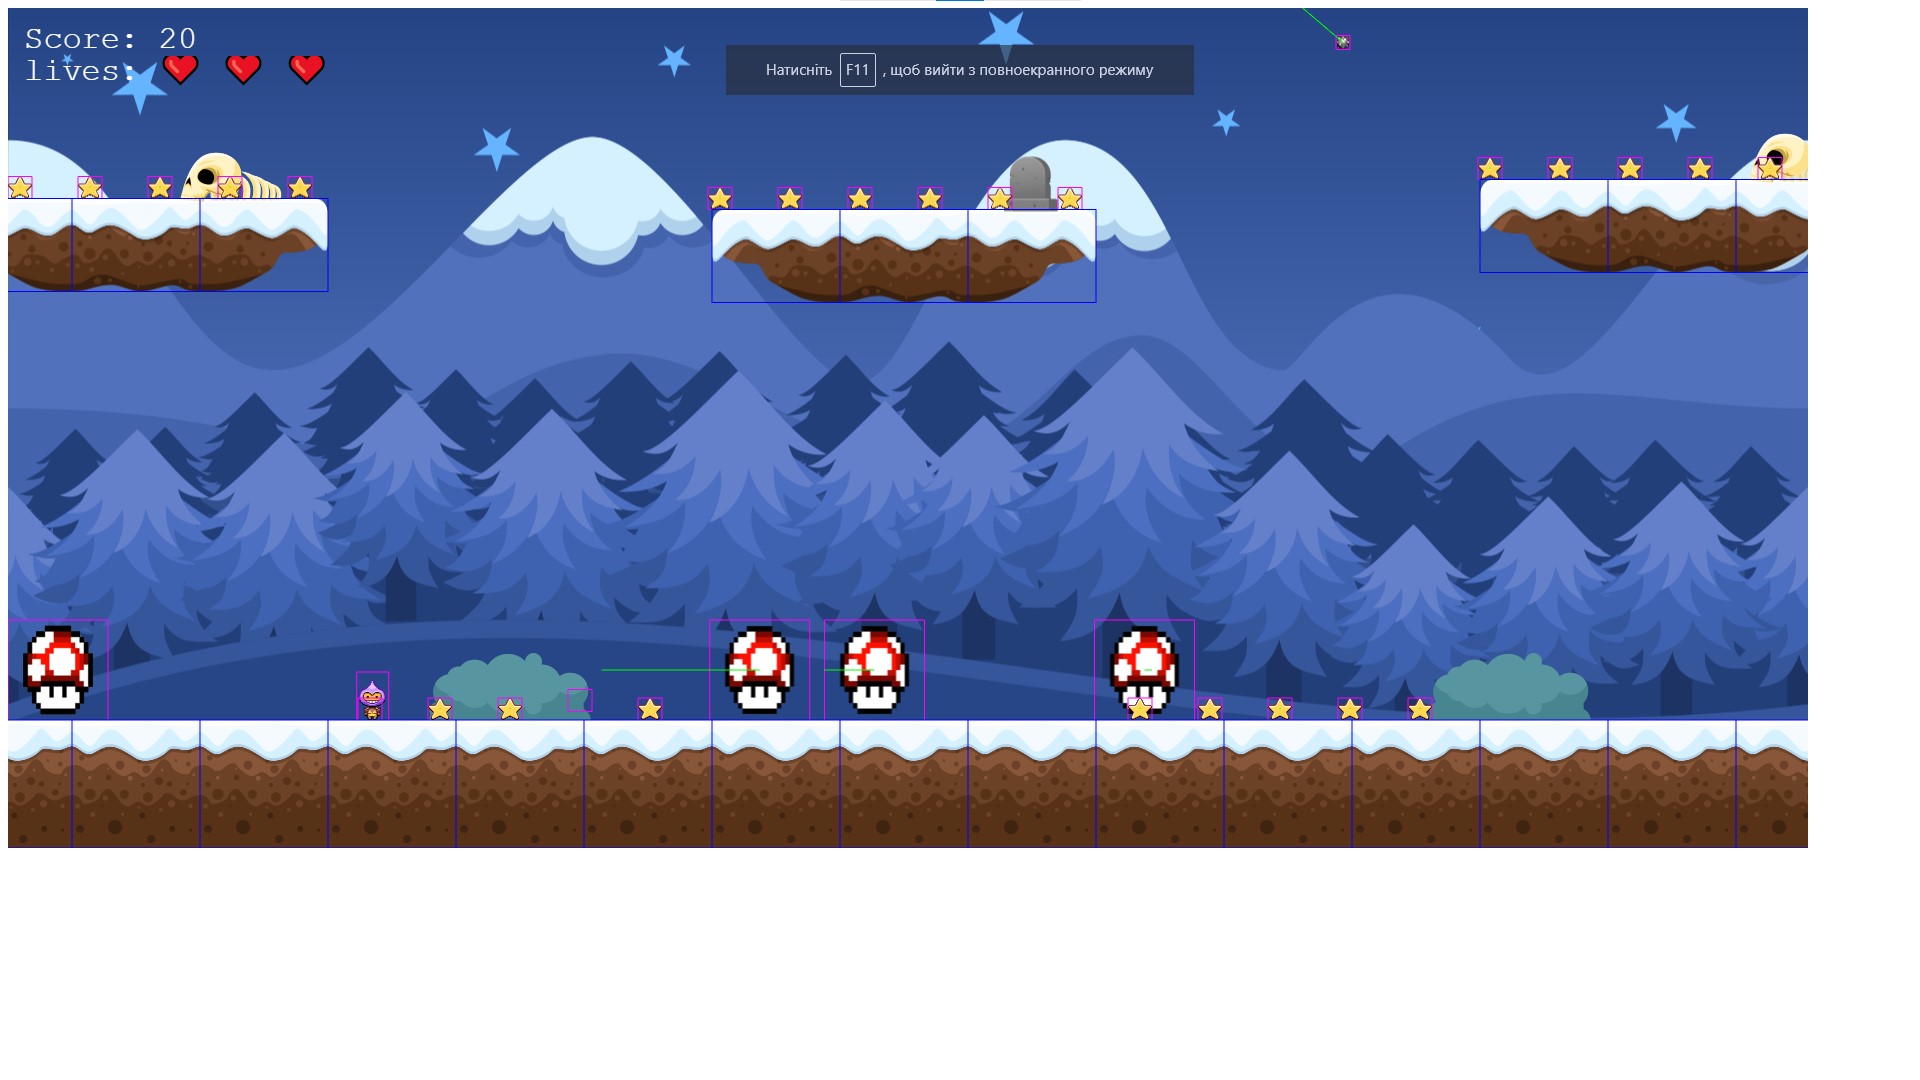 Score: 20
lives:
Натисніть F11 , щоб вийти з повноекранного режиму